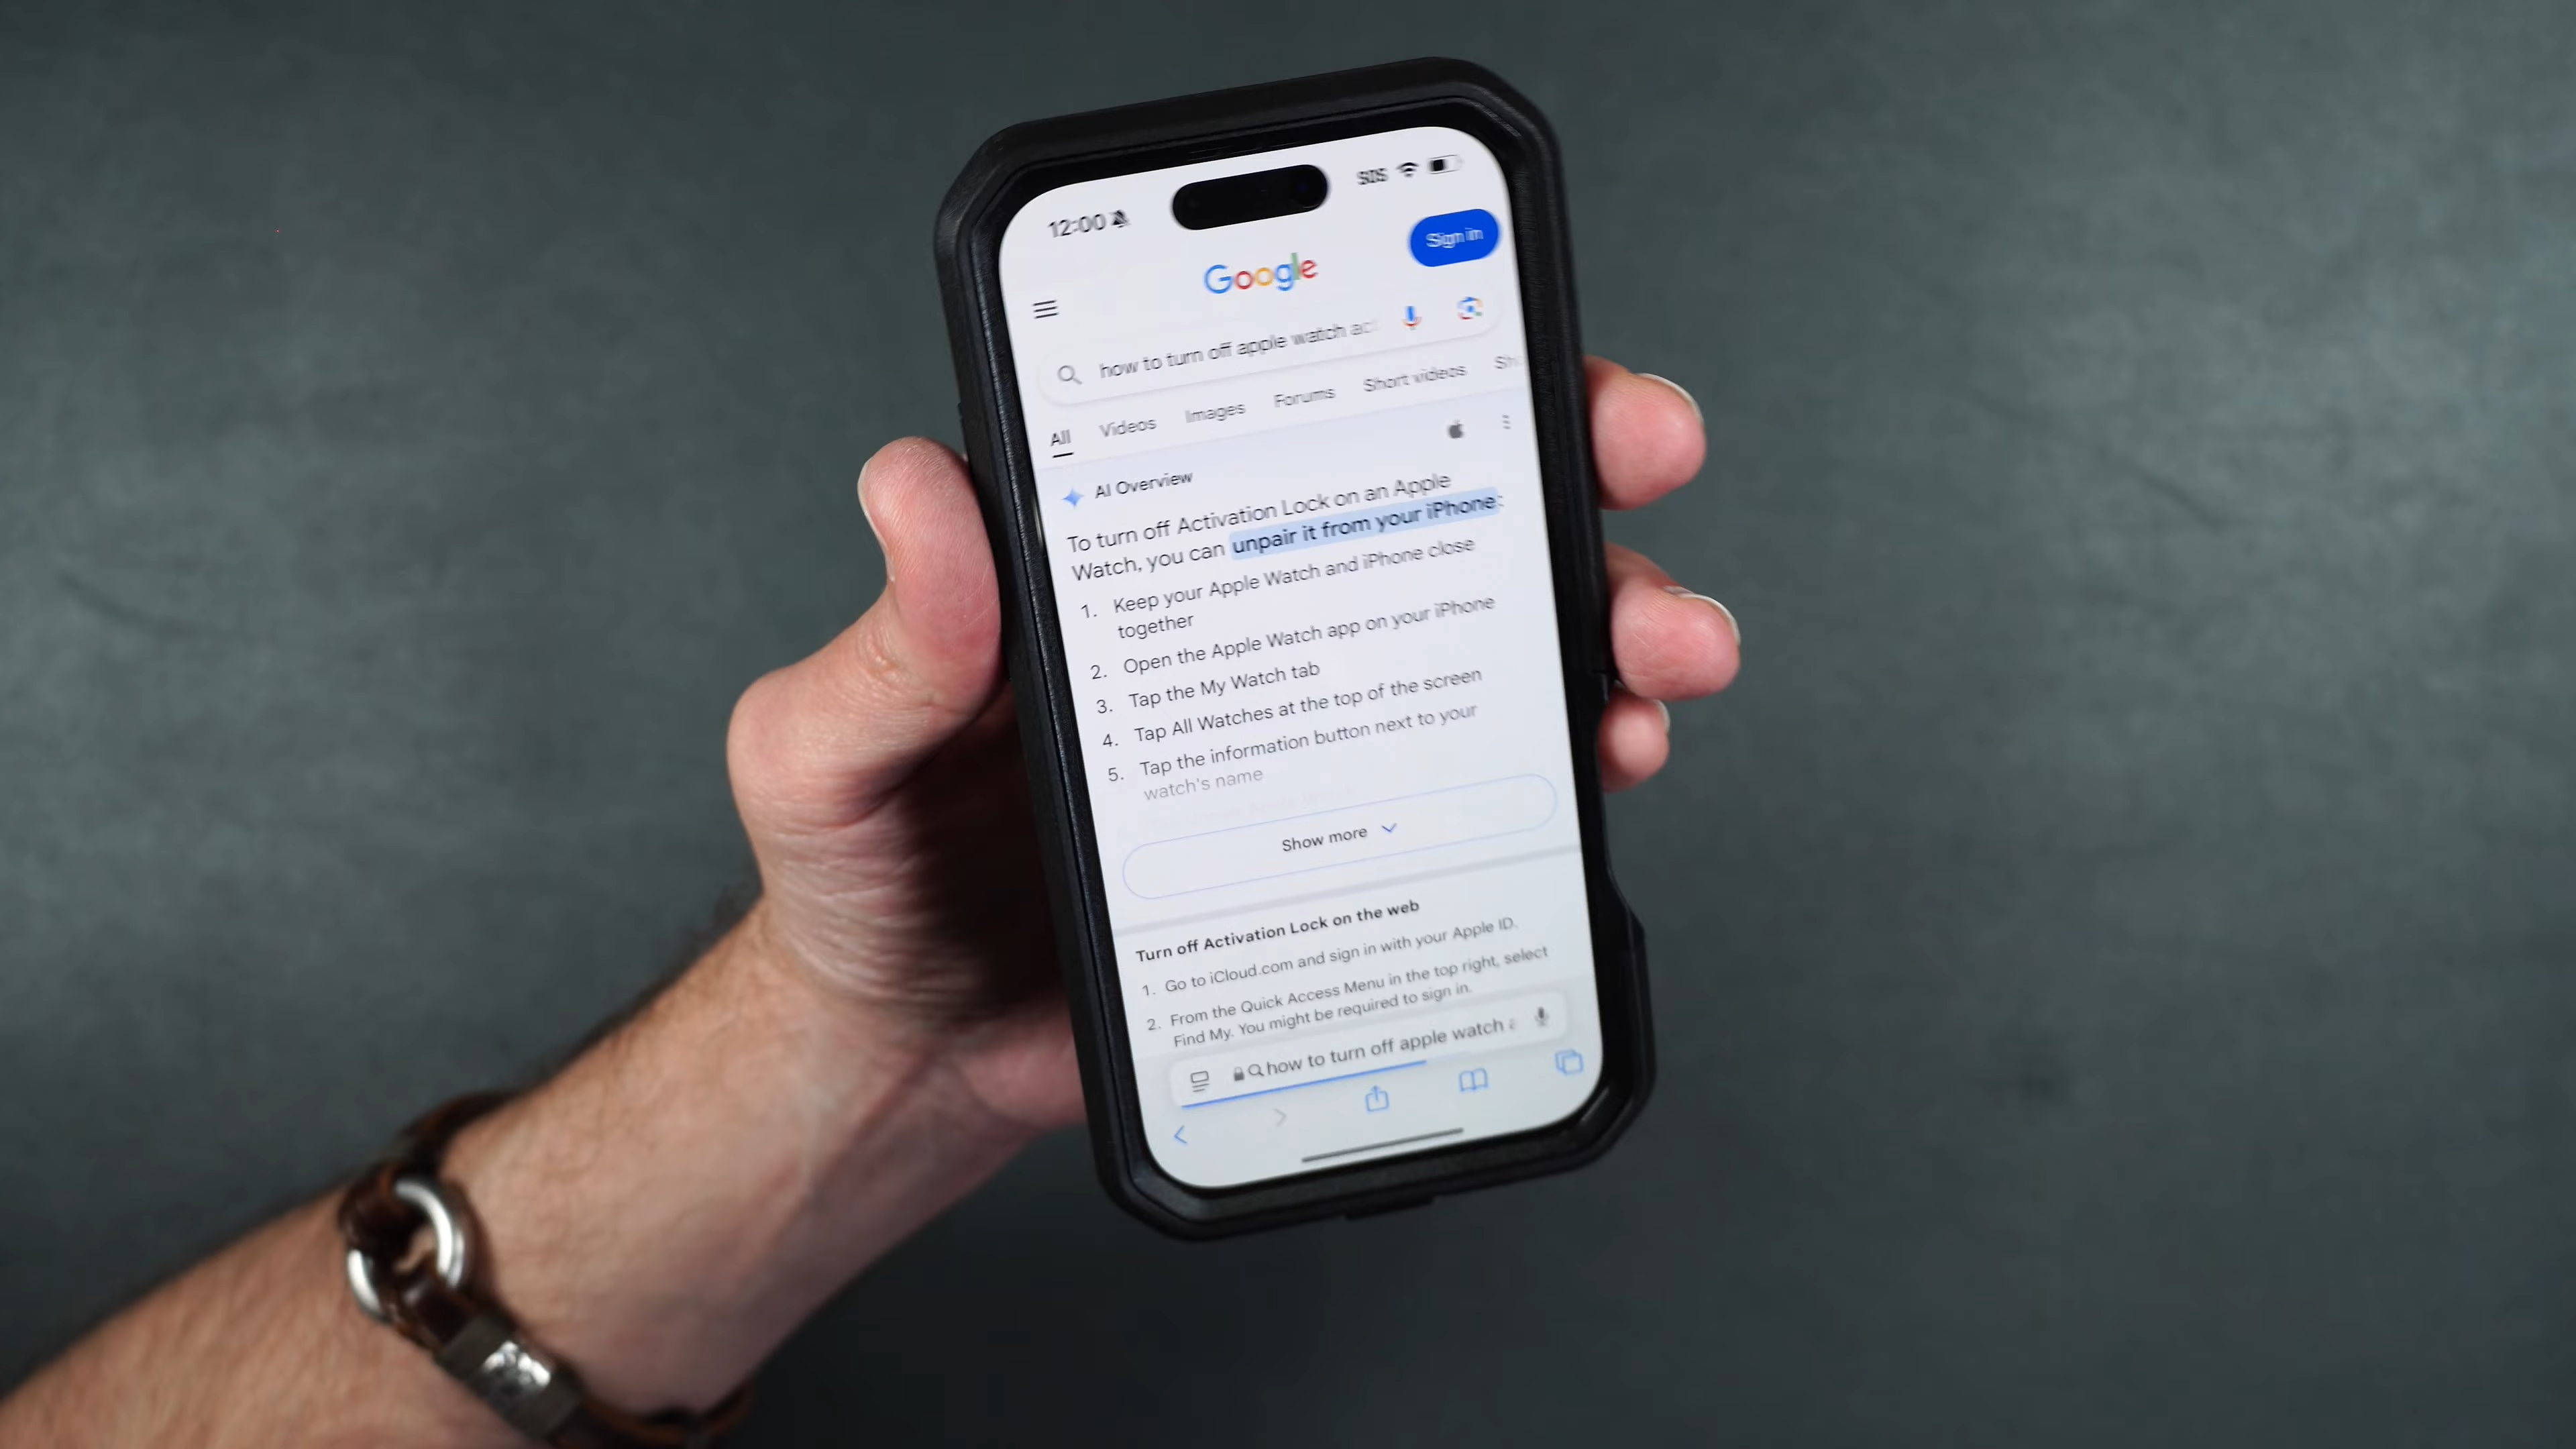 12:00
SOS
Sign in
Google
how to turn off apple watch
All Videos Images Forums Short videos
AI Overview
To turn off Activation Lock on an Apple
Watch, you can unpair it from your iPhone:
1. Keep your Apple Watch and iPhone close
together
2. Open the Apple Watch app on your iPhone
3. Tap the My Watch tab
4. Tap All Watches at the top of the screen
5. Tap the information button next to your
watch's name
Show more
Turn off Activation Lock on the web
1. Go to iCloud.com and sign in with your Apple ID.
2. From the Quick Access Menu in the top right, select
Find My. You might be required to sign in.
how to turn off apple watch